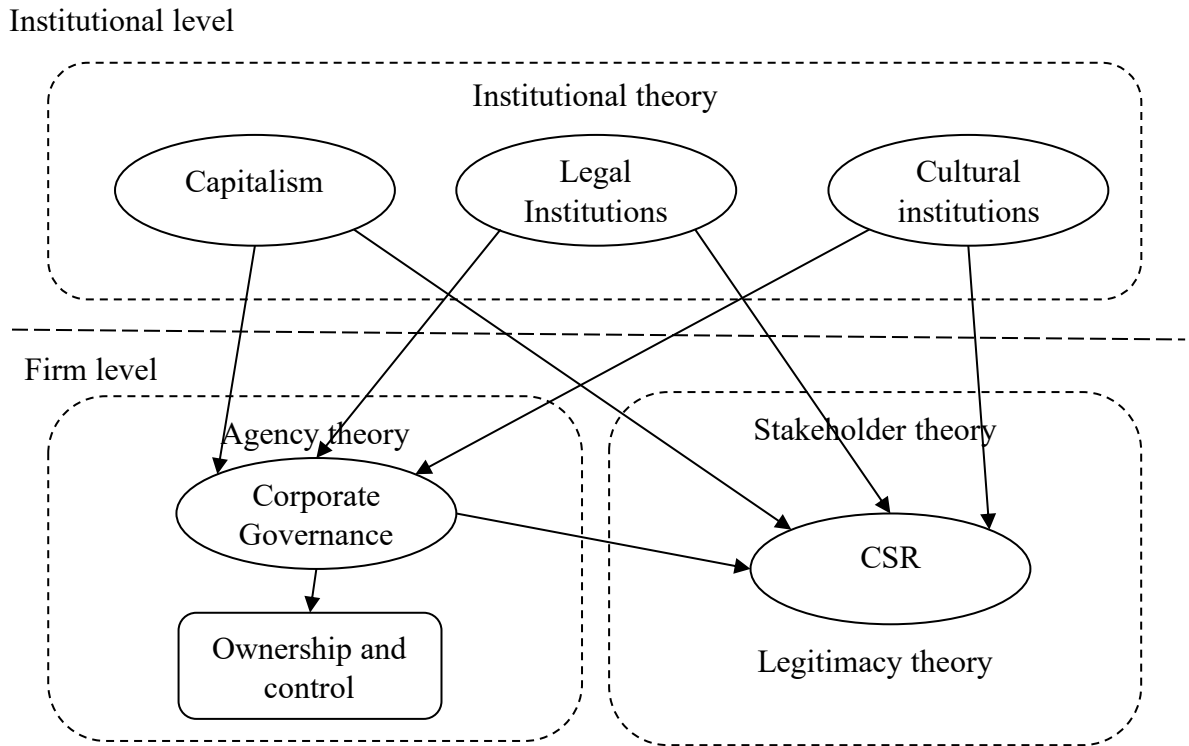 Institutional level
Institutional theory
Capitalism
Legal
Institutions
Cultural
institutions
Firm level
Agency theory
Stakeholder theory
Corporate
Governance
CSR
Ownership and
control
Legitimacy theory